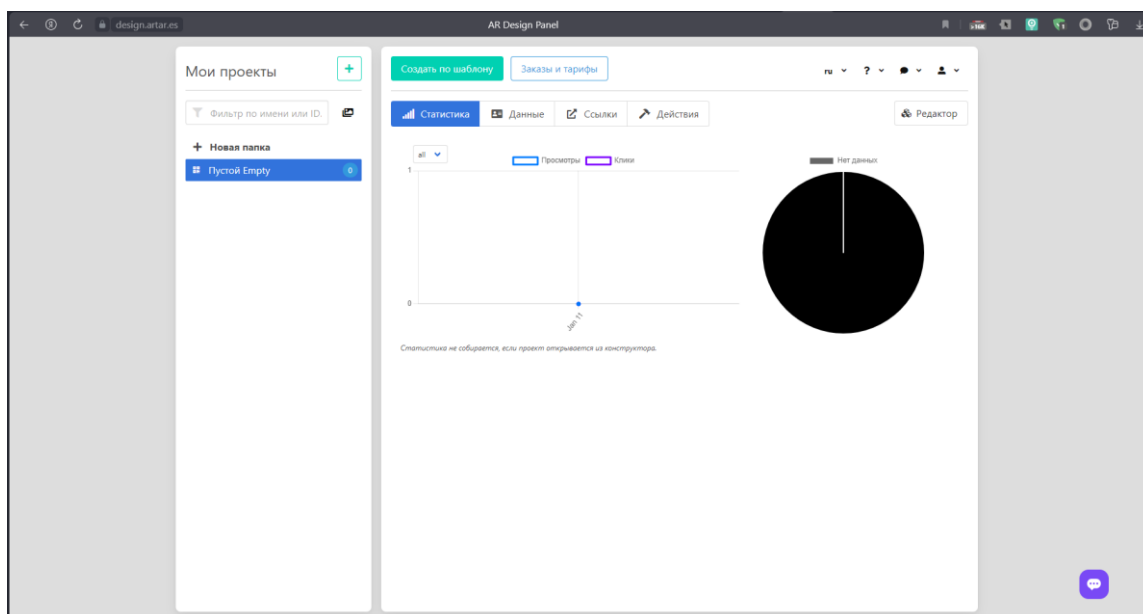 design.artar.es
AR Design Panel
Мои проекты
+
Фильтр по имени или ID.
+ Новая папка
Пустой Empty
0
Создать по шаблону
Заказы и тарифы
ru
?
Статистика
Данные
Ссылки
Действия
Редактор
all
Просмотры
Клики
1
0
Jan 11
Нет данных
Статистика не собирается, если проект открывается из конструктора.